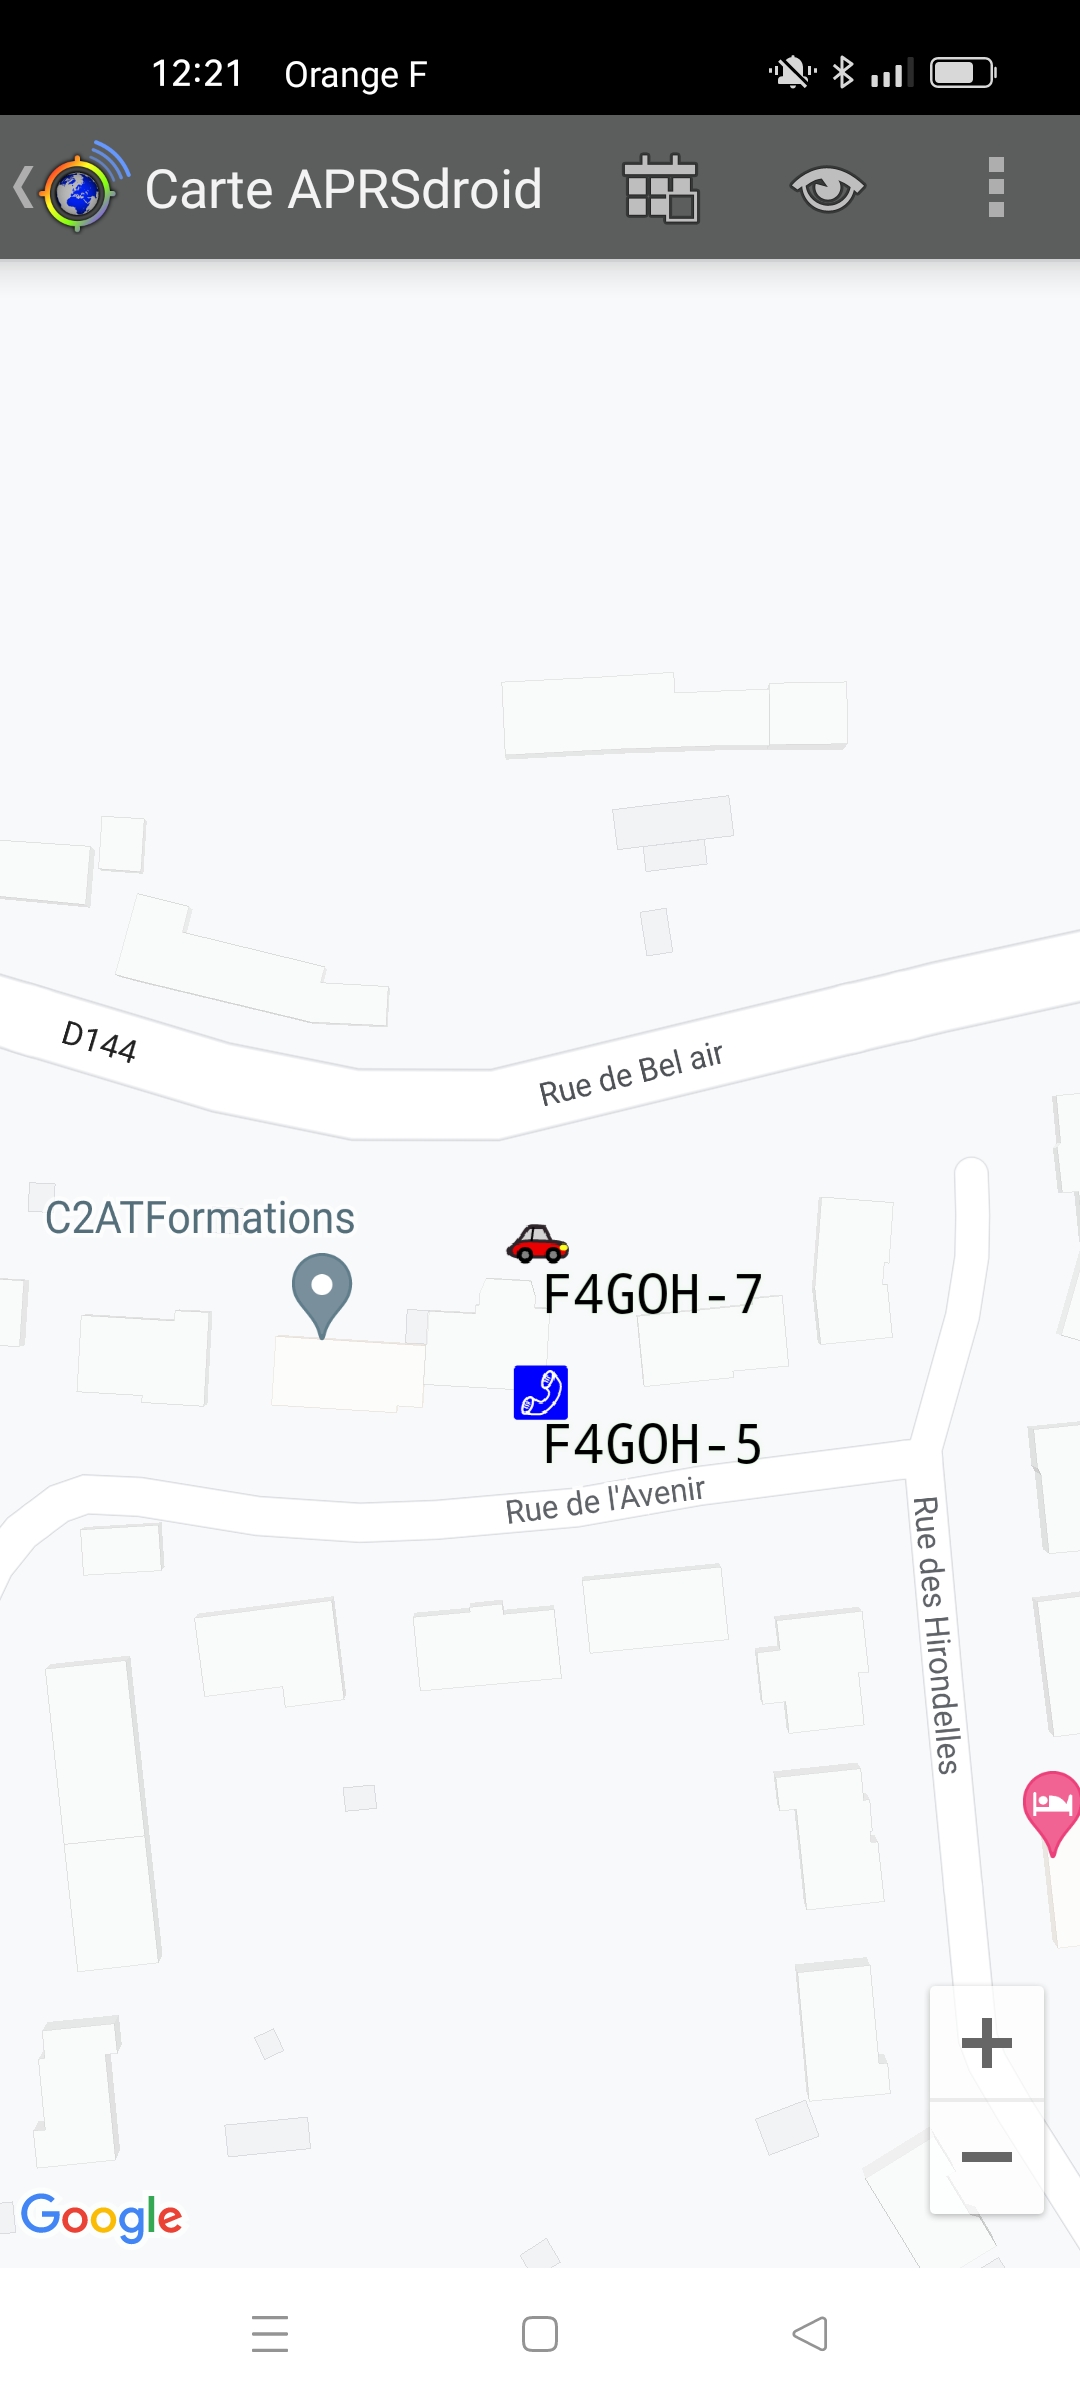 12:21 Orange F
Carte APRSdroid
D144
Rue de Bel air
C2ATFormations
F4GOH-7
F4GOH-5
Rue de l'Avenir
Rue des Hirondelles
Google